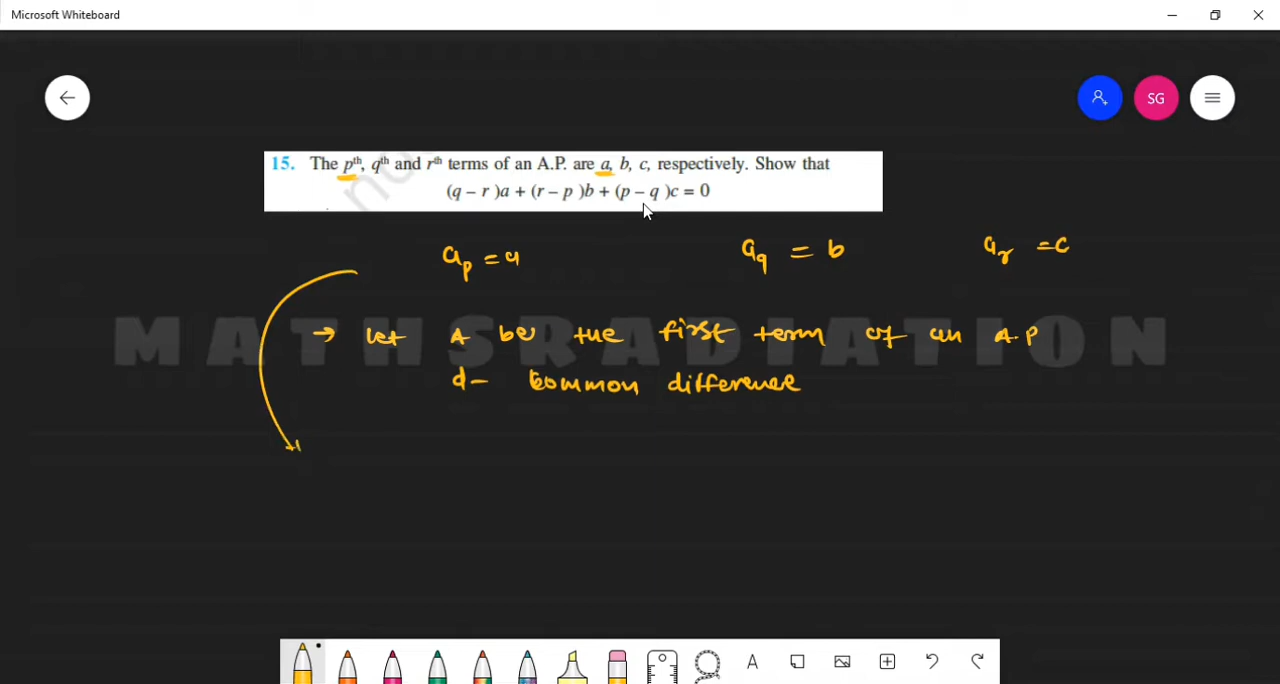 Microsoft Whiteboard
SG
15. The pth, qth and rth terms of an A.P. are a, b, c, respectively. Show that
(q – r )a + (r – p )b + (p – q )c = 0
ap = a aq = b ar = c
MATHSRADIATION
→ Let A be the first term of an A.P
d – Common difference
A